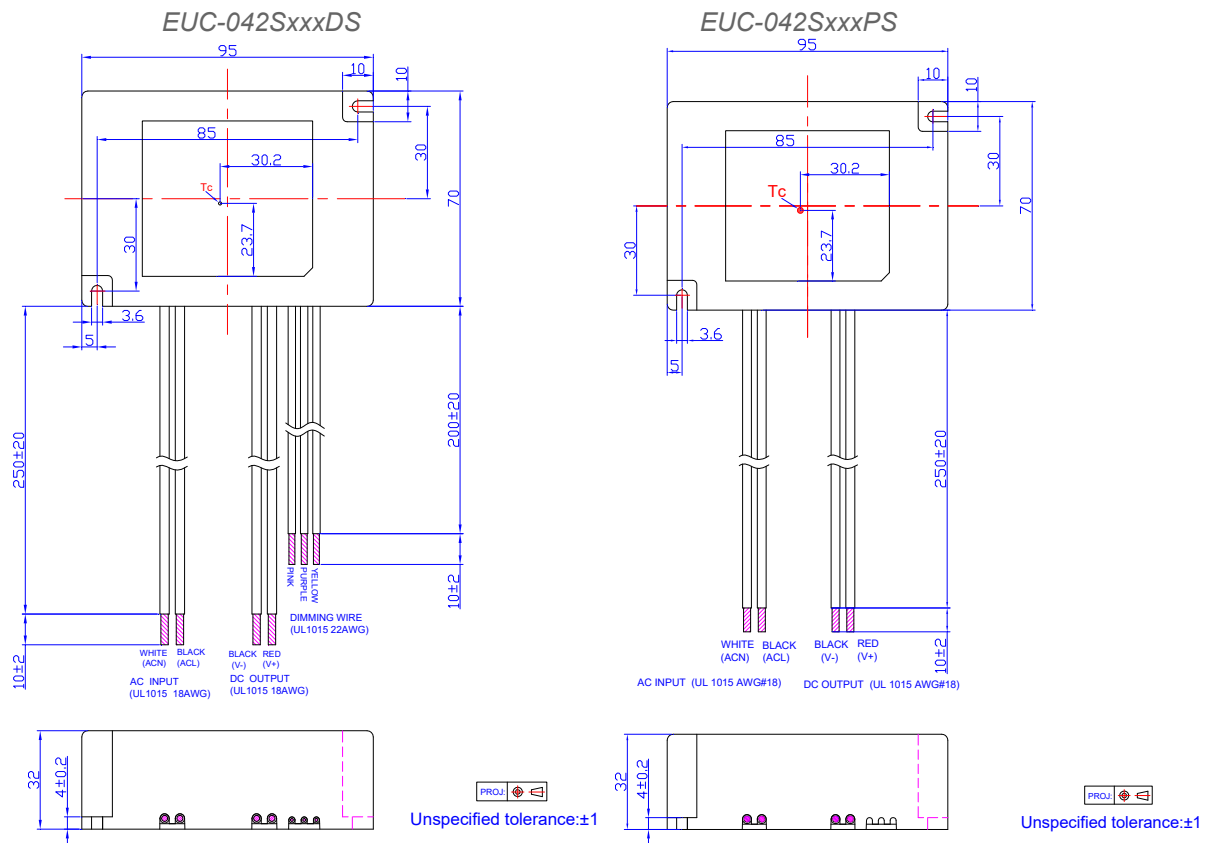 EUC-042SxxxDS
95
10
10
85
30.2
30
70
Tc
23.7
30
3.6
5
250±20
200±20
10±2
PINK
PURPLE
YELLOW
DIMMING WIRE
(UL1015 22AWG)
10±2
WHITE
(ACN)
BLACK
(ACL)
BLACK
(V-)
RED
(V+)
AC INPUT
(UL1015 18AWG)
DC OUTPUT
(UL1015 18AWG)
32
4±0.2
PROJ:
Unspecified tolerance:±1
EUC-042SxxxPS
95
10
10
85
30.2
30
70
Tc
23.7
30
3.6
5
250±20
10±2
WHITE
(ACN)
BLACK
(ACL)
BLACK
(V-)
RED
(V+)
AC INPUT (UL 1015 AWG#18)
DC OUTPUT (UL 1015 AWG#18)
32
4±0.2
PROJ:
Unspecified tolerance:±1